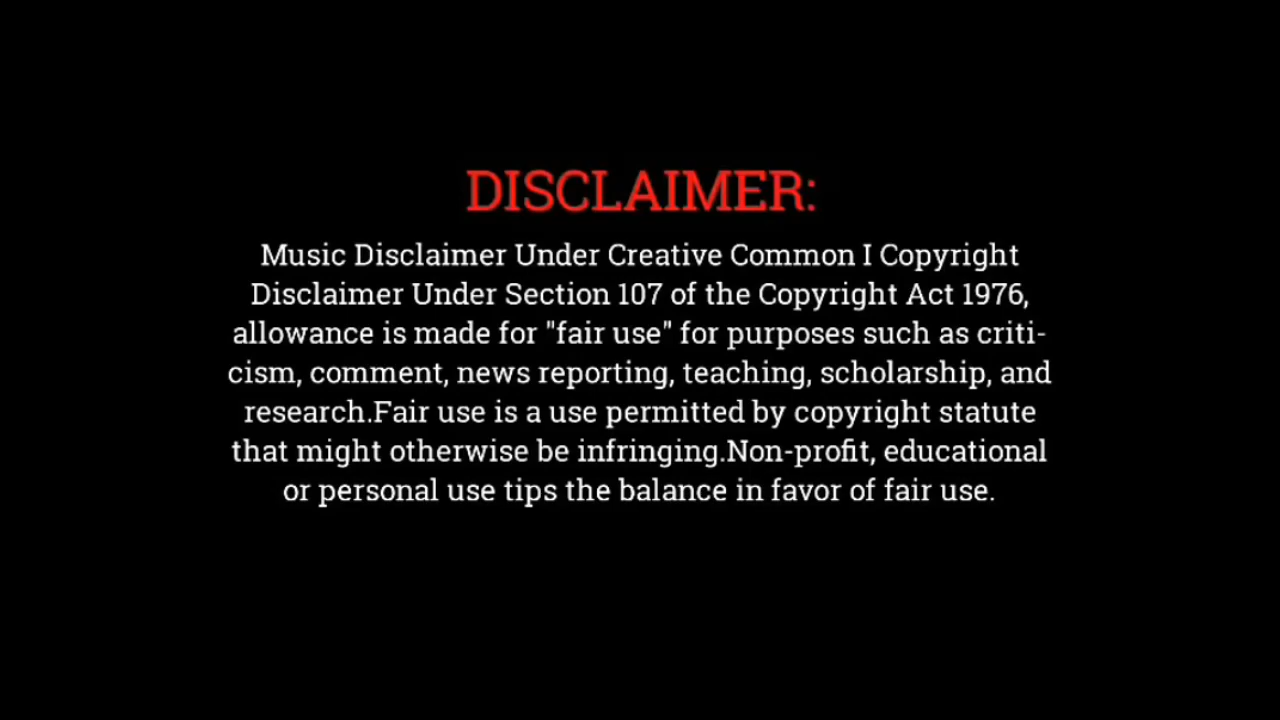 DISCLAIMER:
Music Disclaimer Under Creative Common I Copyright
Disclaimer Under Section 107 of the Copyright Act 1976,
allowance is made for "fair use" for purposes such as criti-
cism, comment, news reporting, teaching, scholarship, and
research.Fair use is a use permitted by copyright statute
that might otherwise be infringing.Non-profit, educational
or personal use tips the balance in favor of fair use.